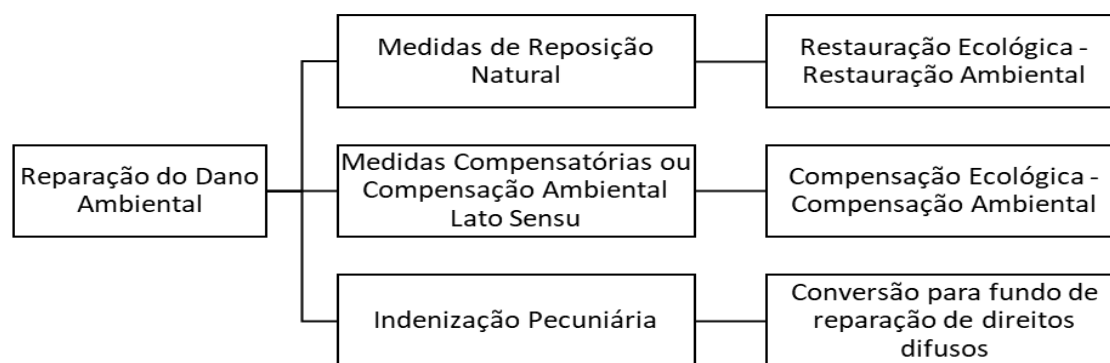 Reparação do Dano
Ambiental
Medidas de Reposição
Natural
Restauração Ecológica -
Restauração Ambiental
Medidas Compensatórias ou
Compensação Ambiental
Lato Sensu
Compensação Ecológica -
Compensação Ambiental
Indenização Pecuniária
Conversão para fundo de
reparação de direitos
difusos